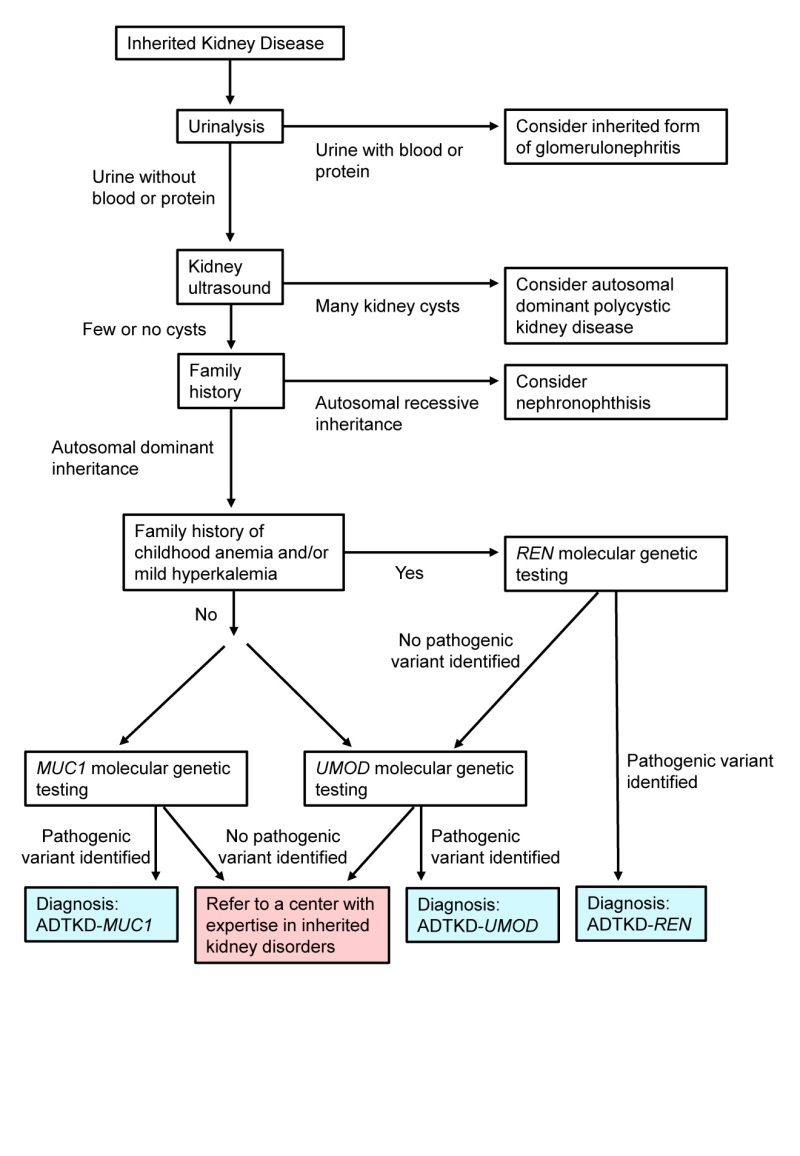 Inherited Kidney Disease
Urinalysis
Urine with blood or
protein
Consider inherited form
of glomerulonephritis
Urine without
blood or protein
Kidney
ultrasound
Many kidney cysts
Consider autosomal
dominant polycystic
kidney disease
Few or no cysts
Family
history
Autosomal recessive
inheritance
Consider
nephronophthisis
Autosomal dominant
inheritance
Family history of
childhood anemia and/or
mild hyperkalemia
Yes
REN molecular genetic
testing
No
No pathogenic
variant identified
Pathogenic variant
identified
MUC1 molecular genetic
testing
UMOD molecular genetic
testing
Pathogenic
variant identified
No pathogenic
variant identified
Pathogenic
variant identified
Diagnosis:
ADTKD-MUC1
Refer to a center with
expertise in inherited
kidney disorders
Diagnosis:
ADTKD-UMOD
Diagnosis:
ADTKD-REN